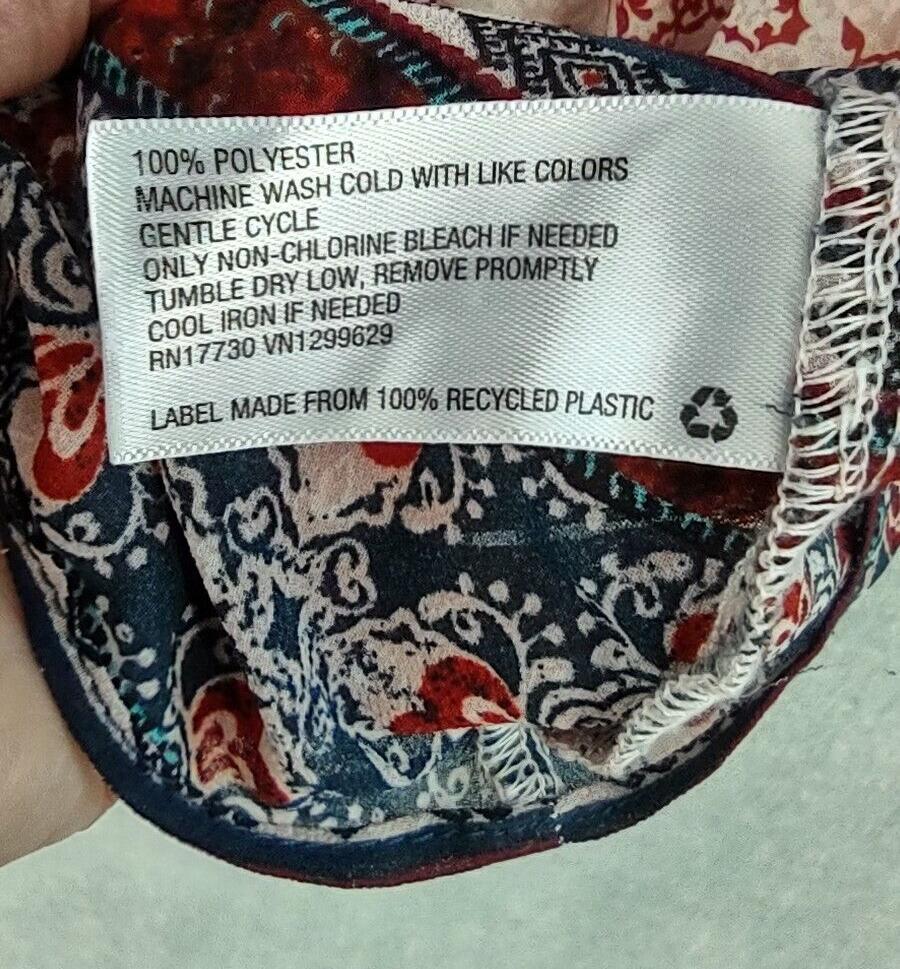 100% POLYESTER
MACHINE WASH COLD WITH LIKE COLORS
GENTLE CYCLE
ONLY NON-CHLORINE BLEACH IF NEEDED
TUMBLE DRY LOW, REMOVE PROMPTLY
COOL IRON IF NEEDED
RN17730 VN1299629
LABEL MADE FROM 100% RECYCLED PLASTIC